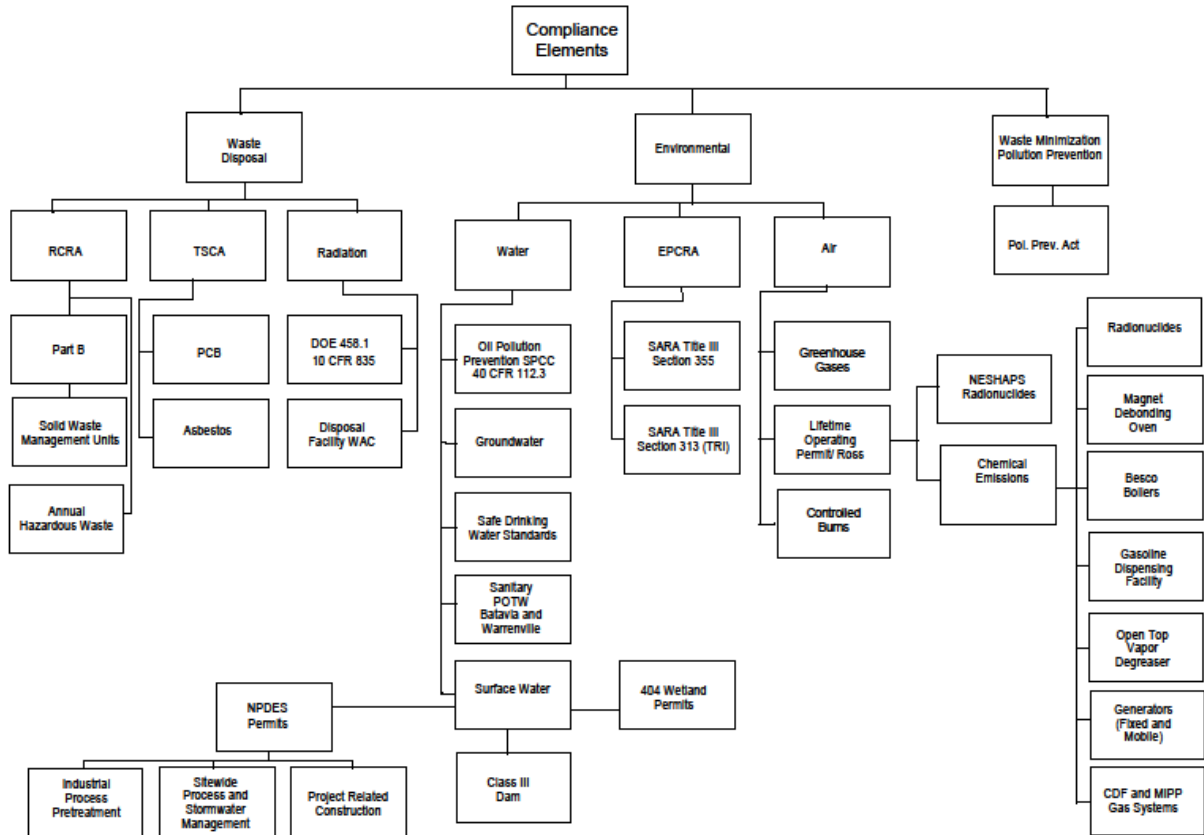 Compliance
Elements
Waste
Disposal
Environmental
Waste Minimization
Pollution Prevention
RCRA
TSCA
Radiation
Water
EPCRA
Air
Pol. Prev. Act
Part B
PCB
DOE 458.1
10 CFR 835
Oil Pollution
Prevention SPCC
40 CFR 112.3
SARA Title III
Section 355
Greenhouse
Gases
Solid Waste
Management Units
Asbestos
Disposal
Facility WAC
Groundwater
SARA Title III
Section 313 (TRI)
Lifetime
Operating
Permit/ Ross
Annual
Hazardous Waste
Safe Drinking
Water Standards
Controlled
Burns
NESHAPS
Radionuclides
Chemical
Emissions
Radionuclides
Magnet
Debonding
Oven
Besco
Boilers
Gasoline
Dispensing
Facility
Open Top
Vapor
Degreaser
Generators
(Fixed and
Mobile)
CDF and MIPP
Gas Systems
Sanitary
POTW
Batavia and
Warrenville
Surface Water
404 Wetland
Permits
NPDES
Permits
Class III
Dam
Industrial
Process
Pretreatment
Sitewide
Process and
Stormwater
Management
Project Related
Construction